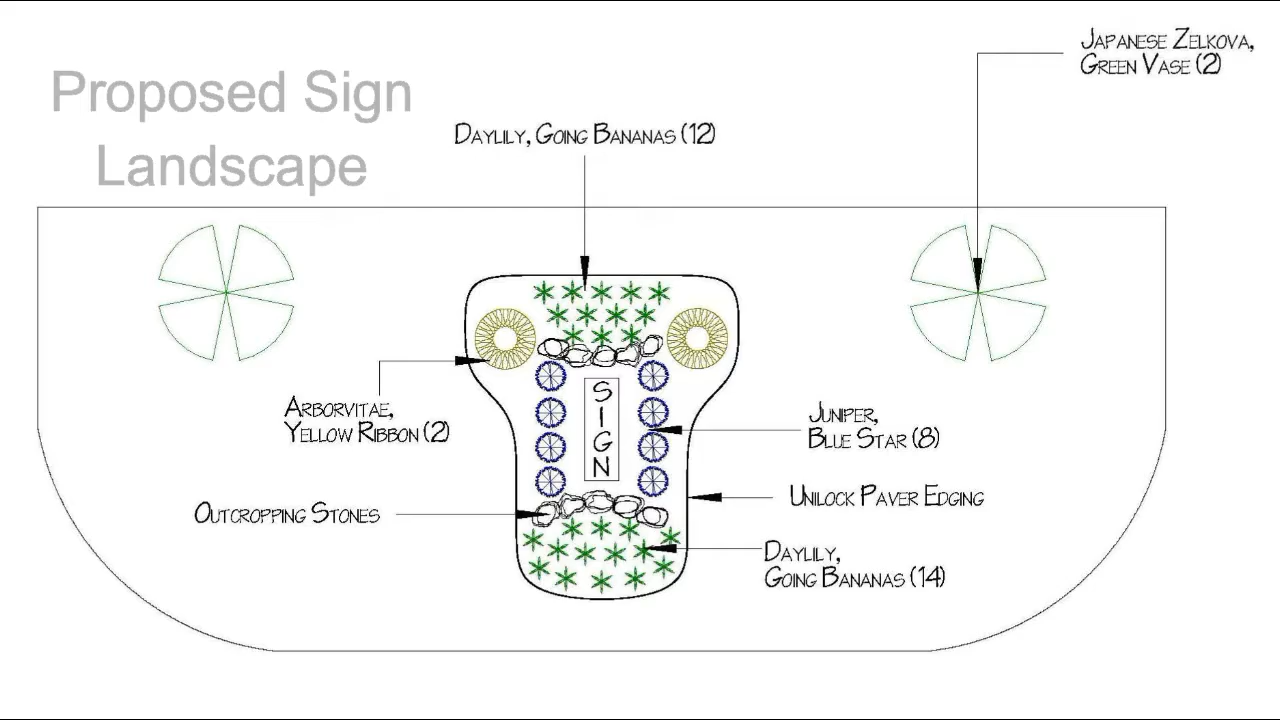 Proposed Sign
Landscape
JAPANESE ZELKOVA,
GREEN VASE (2)
DAYLILY, GOING BANANAS (12)
ARBORVITAE,
YELLOW RIBBON (2)
SIGN
JUNIPER,
BLUE STAR (8)
UNILOCK PAVER EDGING
OUTCROPPING STONES
DAYLILY,
GOING BANANAS (14)